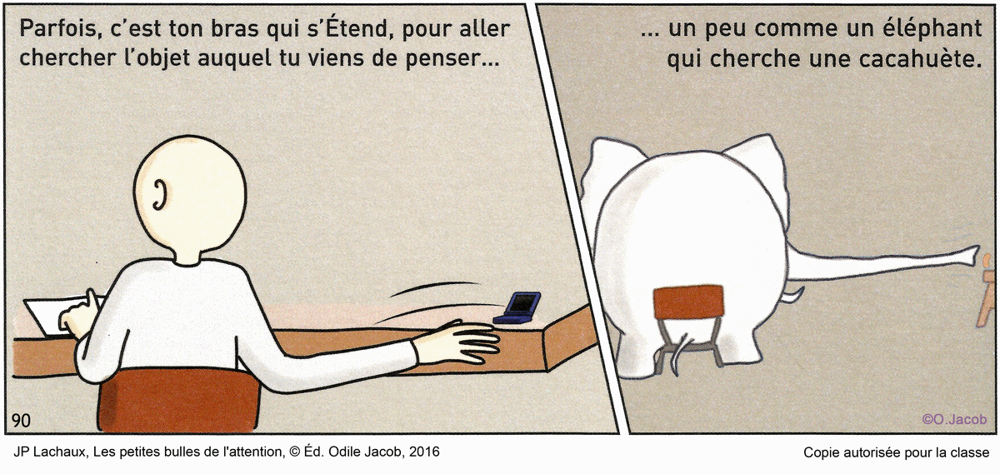 Parfois, c'est ton bras qui s'Étend, pour aller
chercher l'objet auquel tu viens de penser...
... un peu comme un éléphant
qui cherche une cacahuète.
90
©O.Jacob
JP Lachaux, Les petites bulles de l'attention, © Éd. Odile Jacob, 2016
Copie autorisée pour la classe